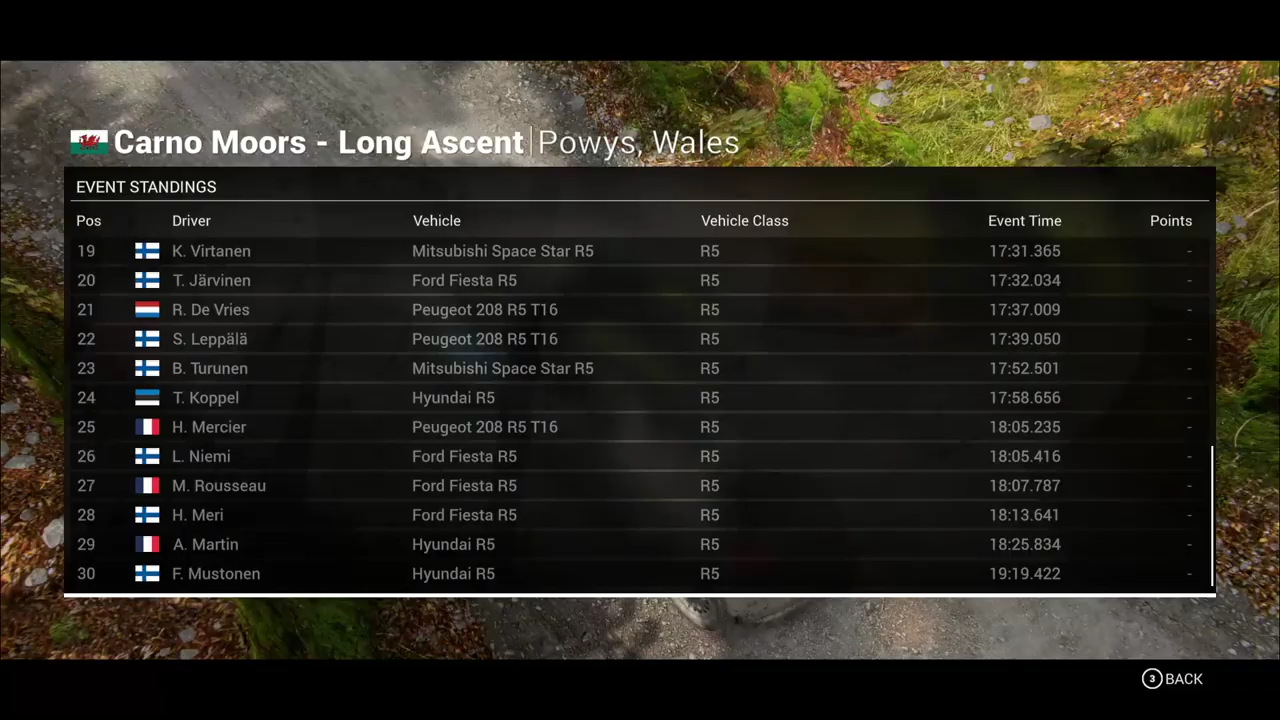 Carno Moors - Long Ascent | Powys, Wales
EVENT STANDINGS
Pos Driver Vehicle Vehicle Class Event Time Points
19 K. Virtanen Mitsubishi Space Star R5 R5 17:31.365 -
20 T. Järvinen Ford Fiesta R5 R5 17:32.034 -
21 R. De Vries Peugeot 208 R5 T16 R5 17:37.009 -
22 S. Leppälä Peugeot 208 R5 T16 R5 17:39.050 -
23 B. Turunen Mitsubishi Space Star R5 R5 17:52.501 -
24 T. Koppel Hyundai R5 R5 17:58.656 -
25 H. Mercier Peugeot 208 R5 T16 R5 18:05.235 -
26 L. Niemi Ford Fiesta R5 R5 18:05.416 -
27 M. Rousseau Ford Fiesta R5 R5 18:07.787 -
28 H. Meri Ford Fiesta R5 R5 18:13.641 -
29 A. Martin Hyundai R5 R5 18:25.834 -
30 F. Mustonen Hyundai R5 R5 19:19.422 -
3 BACK